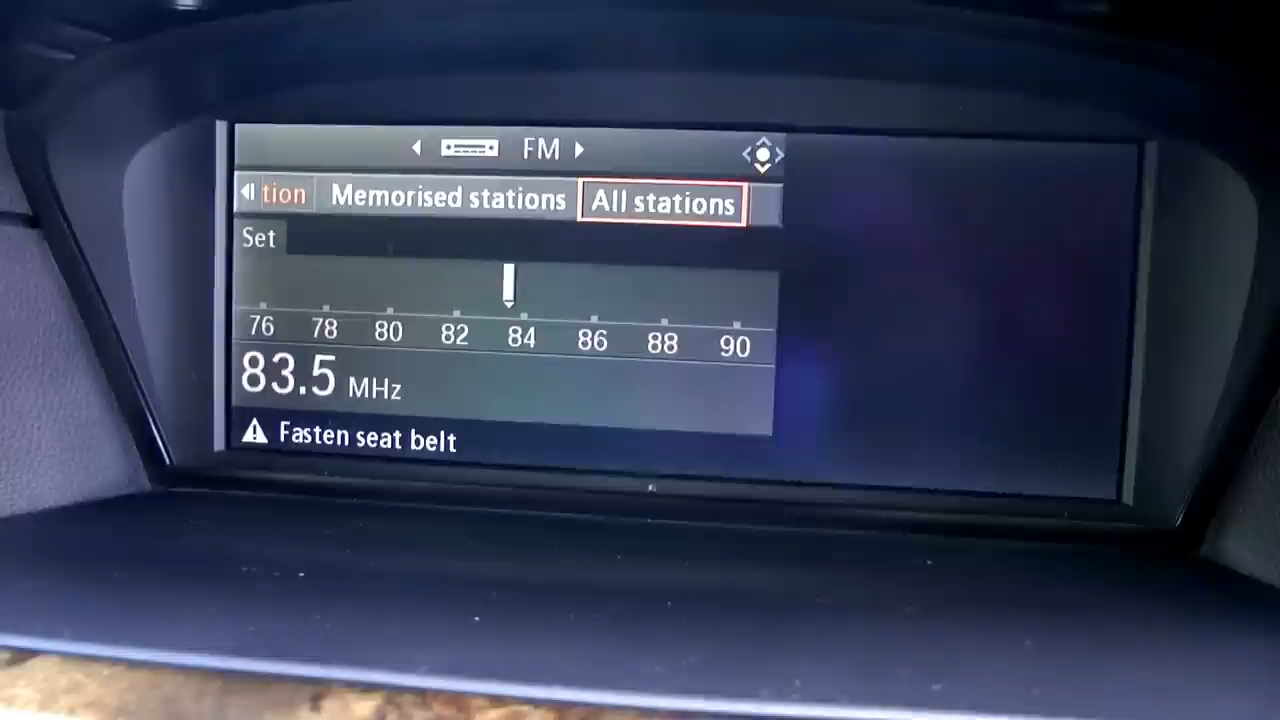 FM
tion Memorised stations All stations
Set
76 78 80 82 84 86 88 90
83.5 MHz
Fasten seat belt